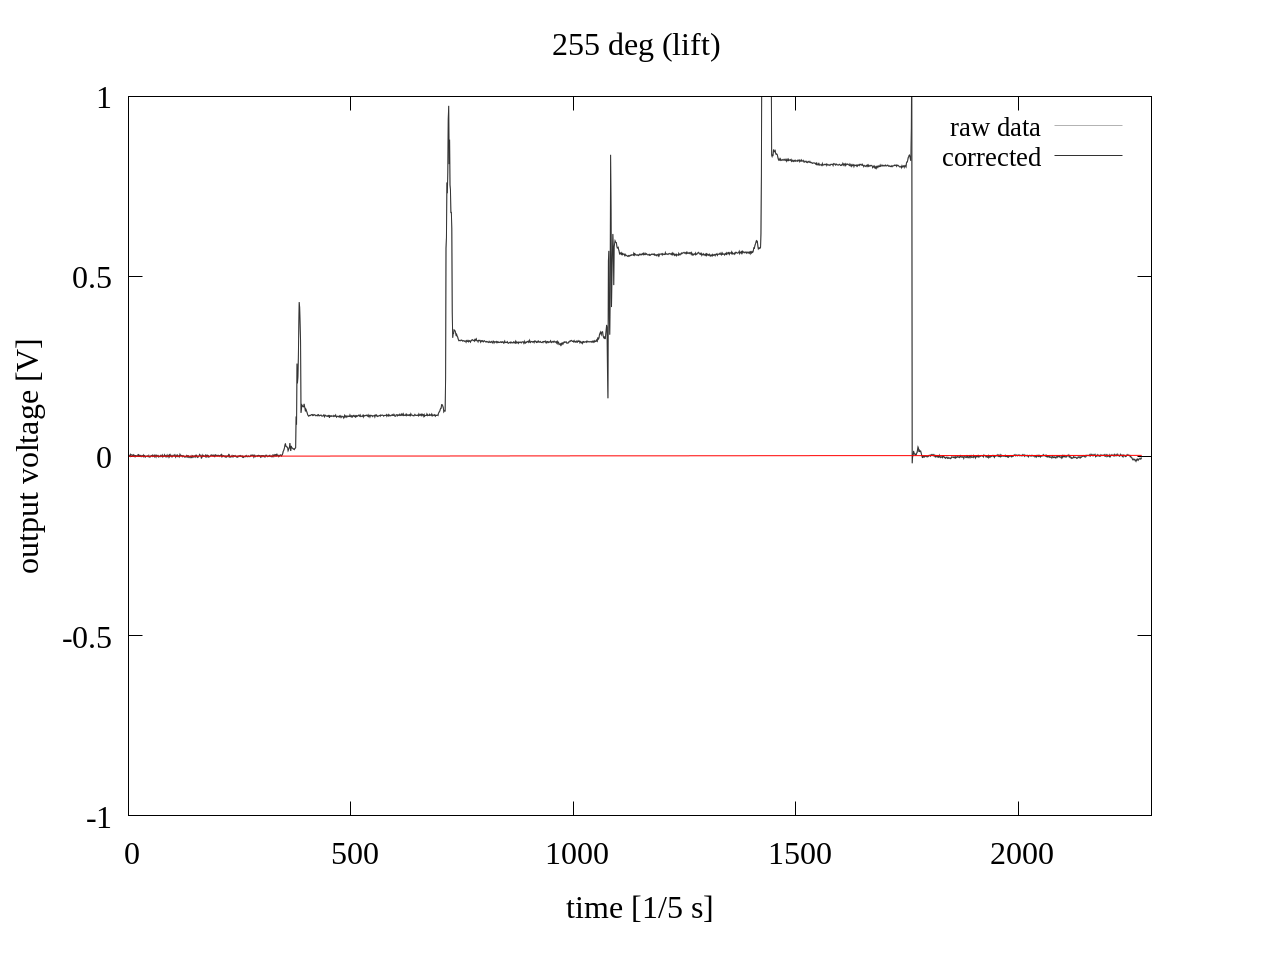 255 deg (lift)
1
raw data
corrected
0.5
0
-0.5
-1
output voltage [V]
0 500 1000 1500 2000
time [1/5 s]